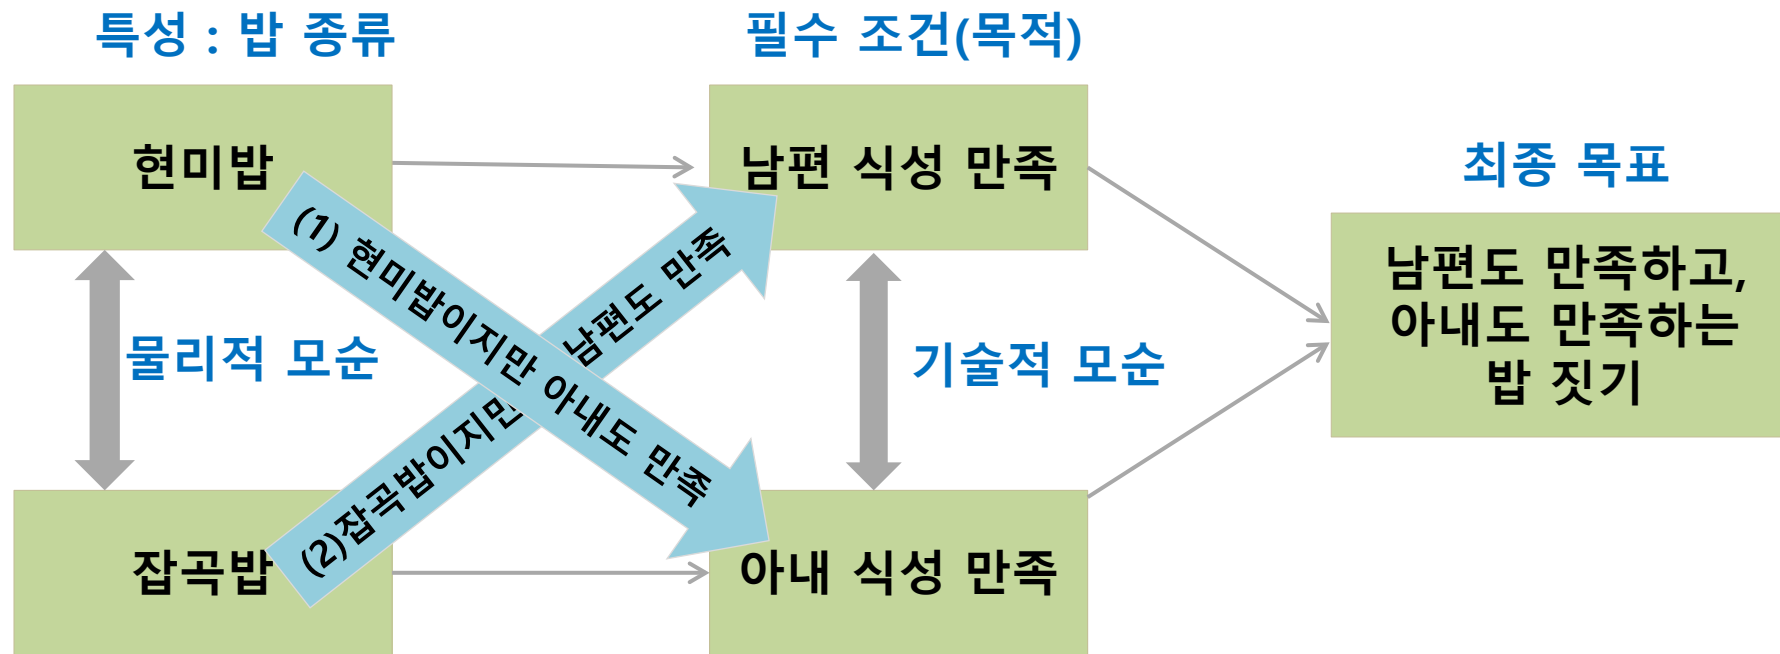 특성 : 밥 종류
필수 조건(목적)
최종 목표
현미밥
남편 식성 만족
(1) 현미밥이지만 아내도 만족
(2)잡곡밥이지만 남편도 만족
물리적 모순
기술적 모순
남편도 만족하고,
아내도 만족하는
밥 짓기
잡곡밥
아내 식성 만족